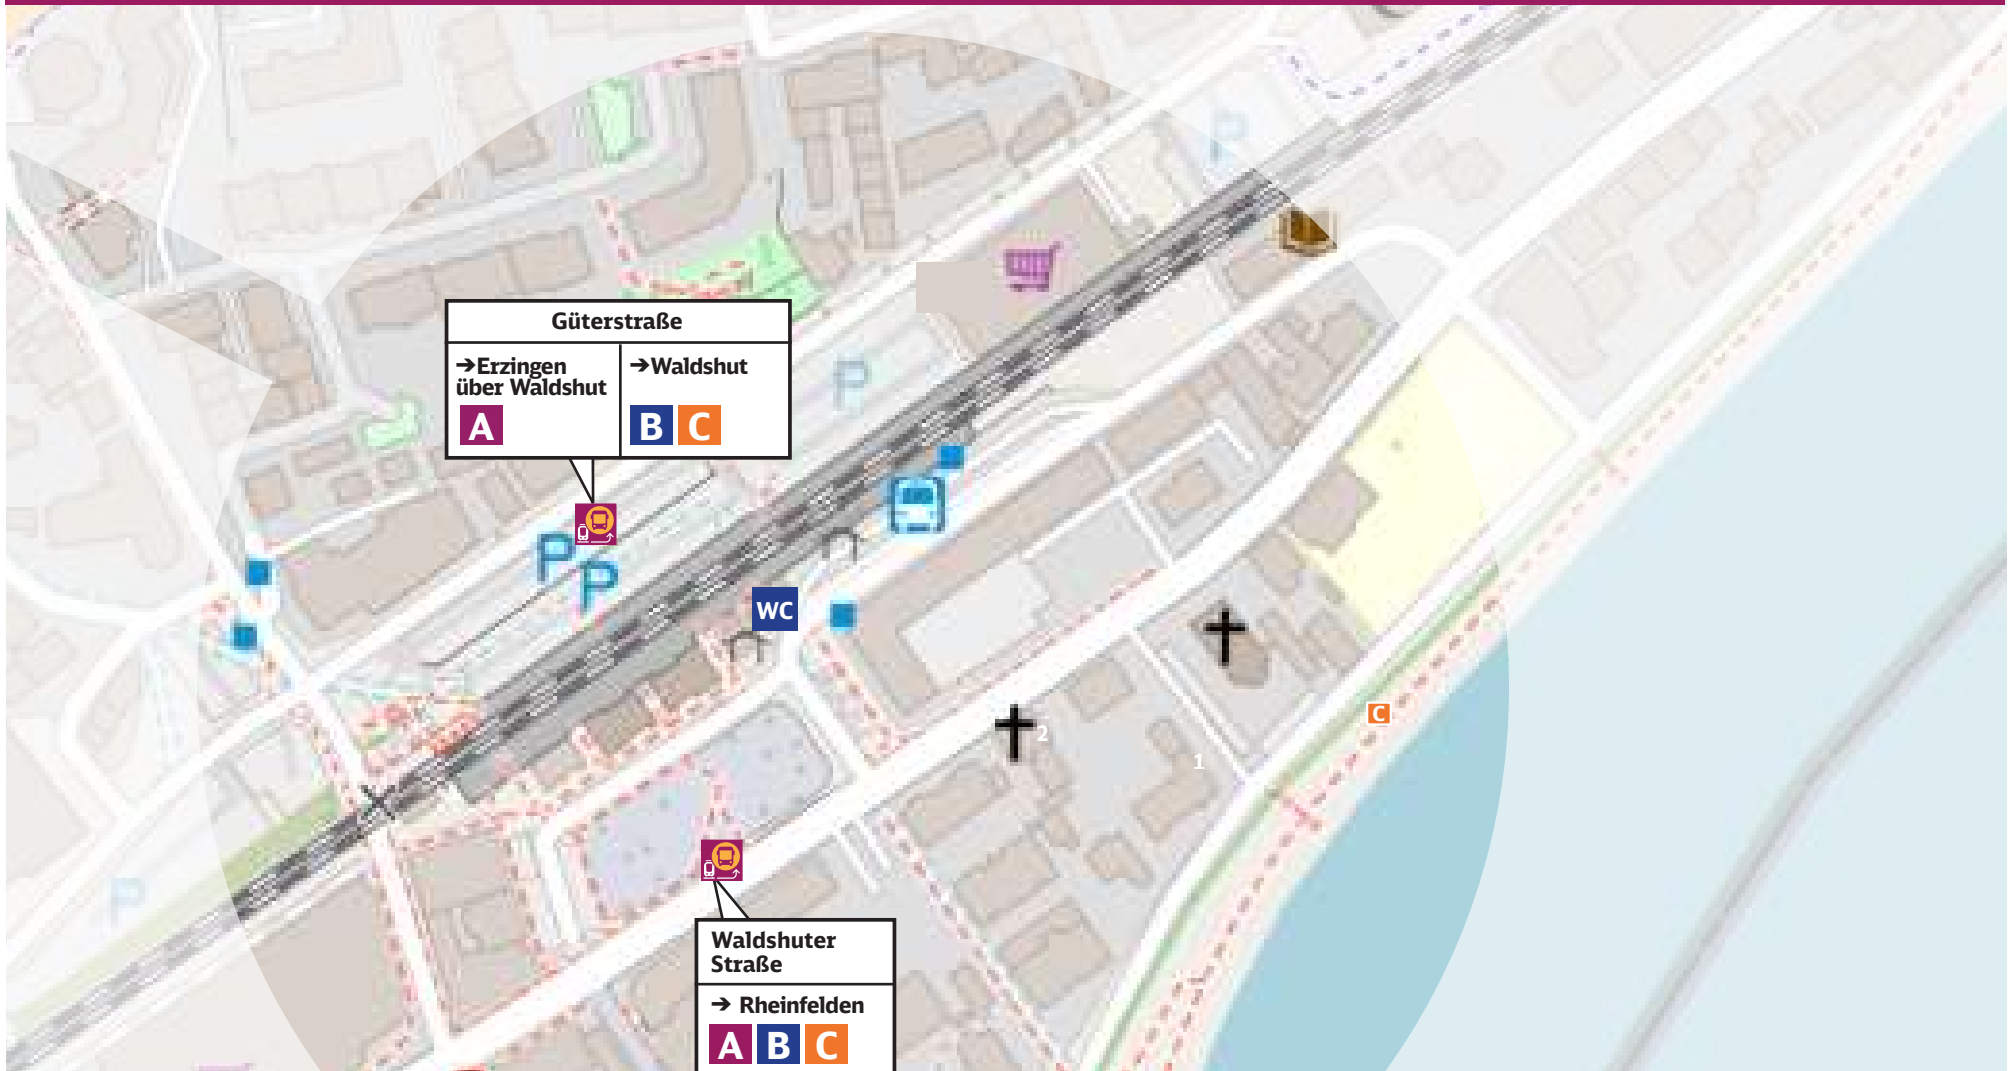 P
Güterstraße
➔Erzingen
über Waldshut
A
➔Waldshut
B C
P
P
P
WC
C
2
1
P
Waldshuter
Straße
➔ Rheinfelden
A B C